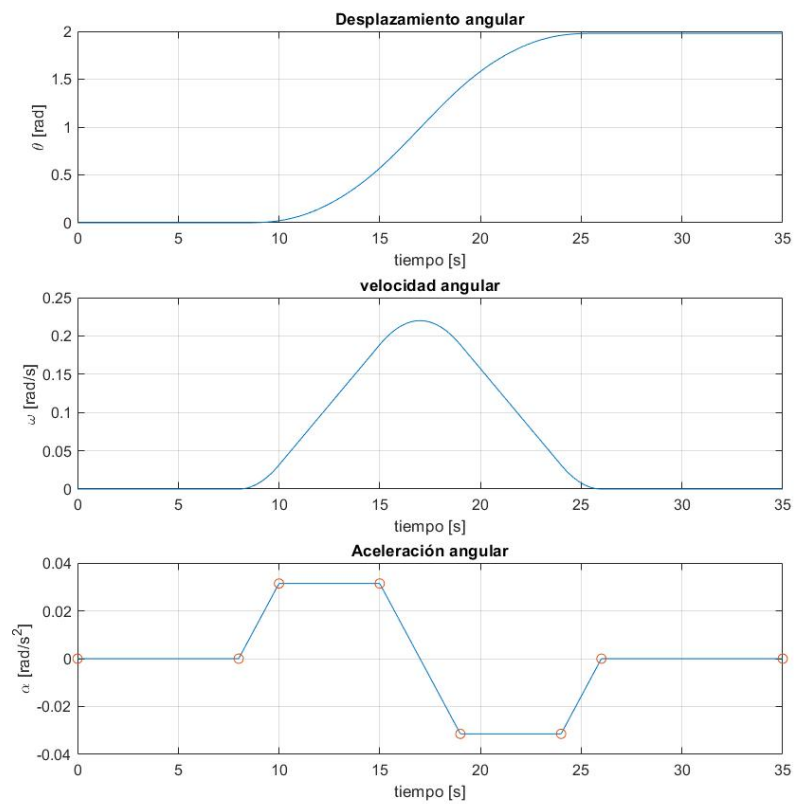 Desplazamiento angular
2
1.5
1
0.5
0
θ [rad]
0 5 10 15 20 25 30 35
tiempo [s]
velocidad angular
0.25
0.2
0.15
0.1
0.05
0
ω [rad/s]
0 5 10 15 20 25 30 35
tiempo [s]
Aceleración angular
0.04
0.02
0
-0.02
-0.04
α [rad/s²]
0 5 10 15 20 25 30 35
tiempo [s]